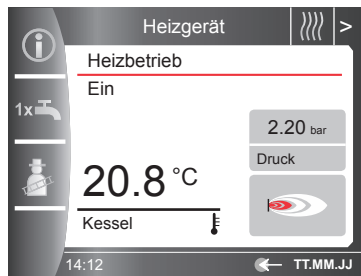 Heizgerät >
Heizbetrieb
Ein
1x
2.20 bar
Druck
20.8 °C
Kessel
14:12 TT.MM.JJ